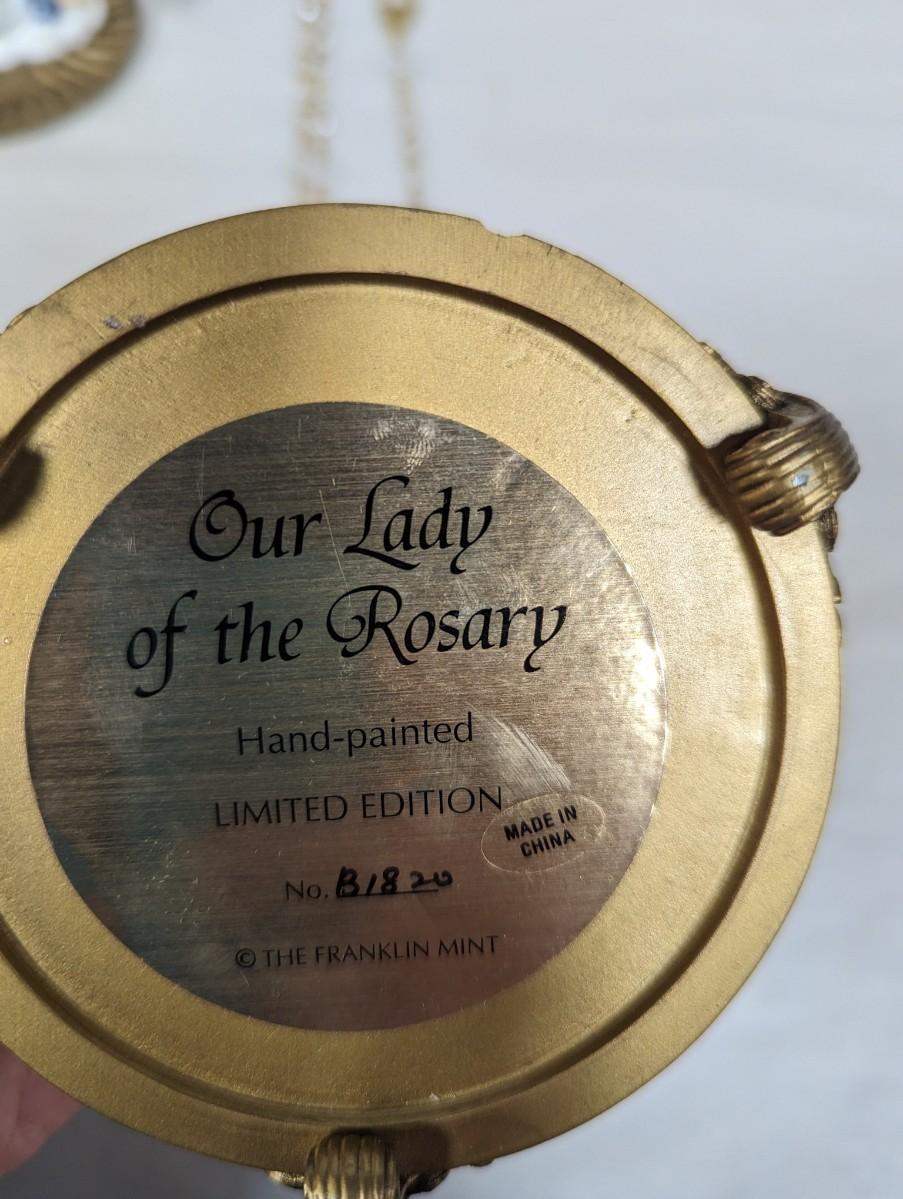 Our Lady
of the Rosary
Hand-painted
LIMITED EDITION
MADE IN
CHINA
No. B1820
© THE FRANKLIN MINT